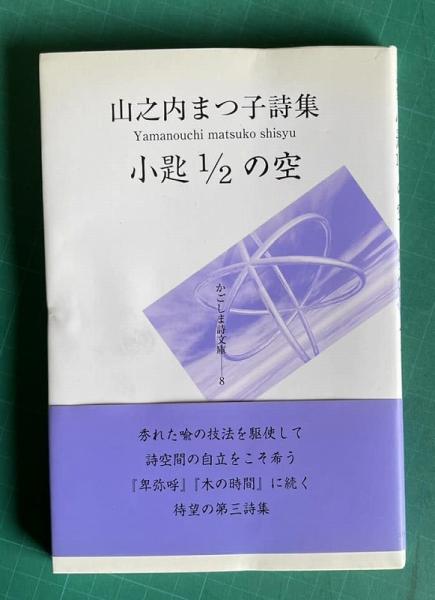 山之内まつ子詩集
Yamanouchi matsuko shisyu
小匙1/2の空
かごしま詩文庫——8
秀れた喩の技法を駆使して
詩空間の自立をこそ希う
『卑弥呼』『木の時間』に続く
待望の第三詩集